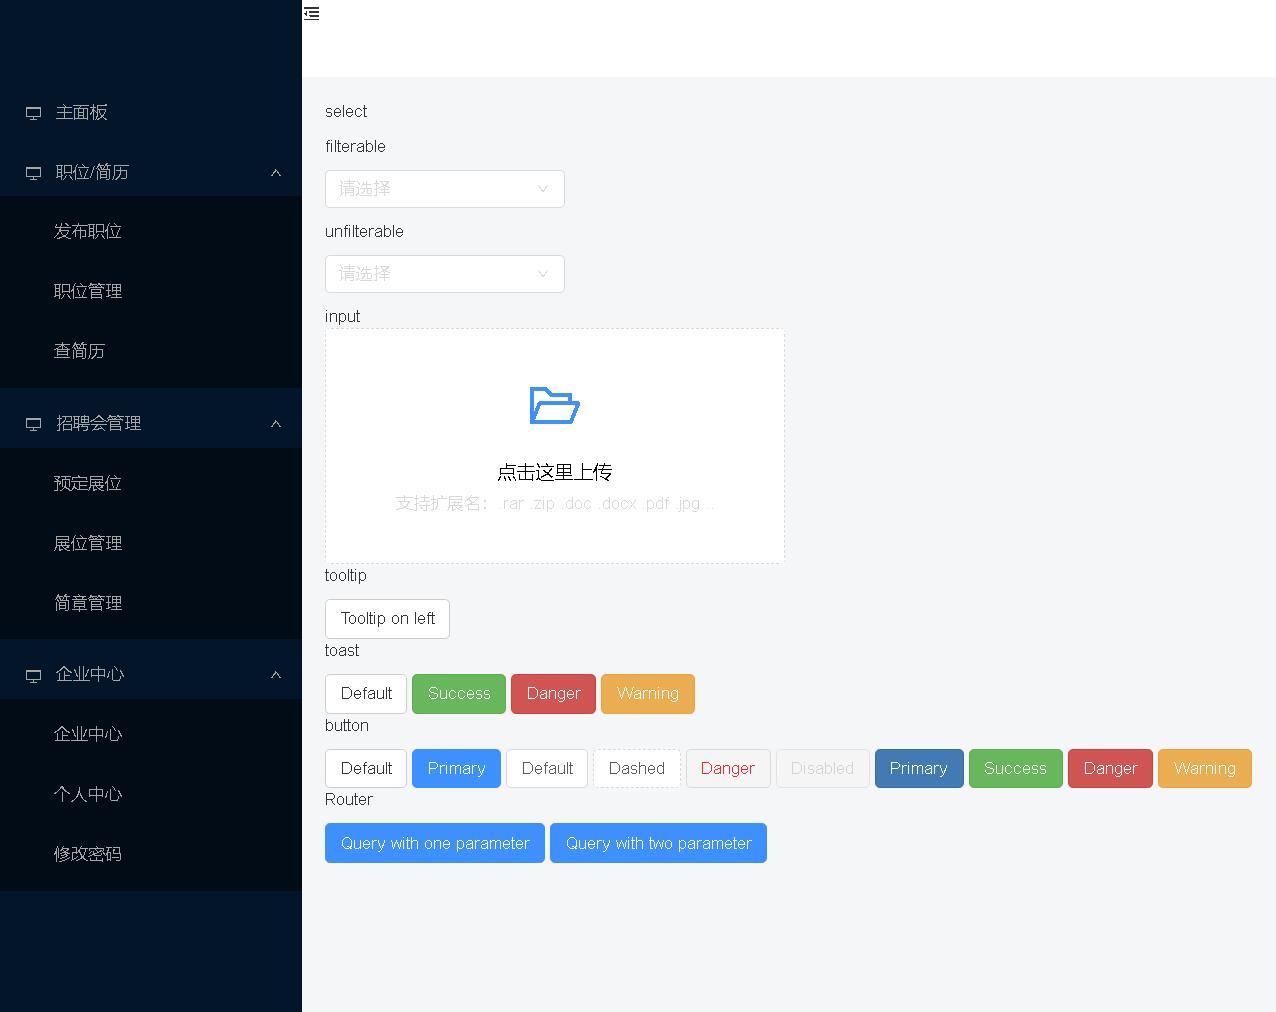 主面板
职位/简历
发布职位
职位管理
查简历
招聘会管理
预定展位
展位管理
简章管理
企业中心
企业中心
个人中心
修改密码
select
filterable
请选择
unfilterable
请选择
input
点击这里上传
支持扩展名：.rar .zip .doc .docx .pdf .jpg...
tooltip
Tooltip on left
toast
Default Success Danger Warning
button
Default Primary Default Dashed Danger Disabled Primary Success Danger Warning
Router
Query with one parameter Query with two parameter